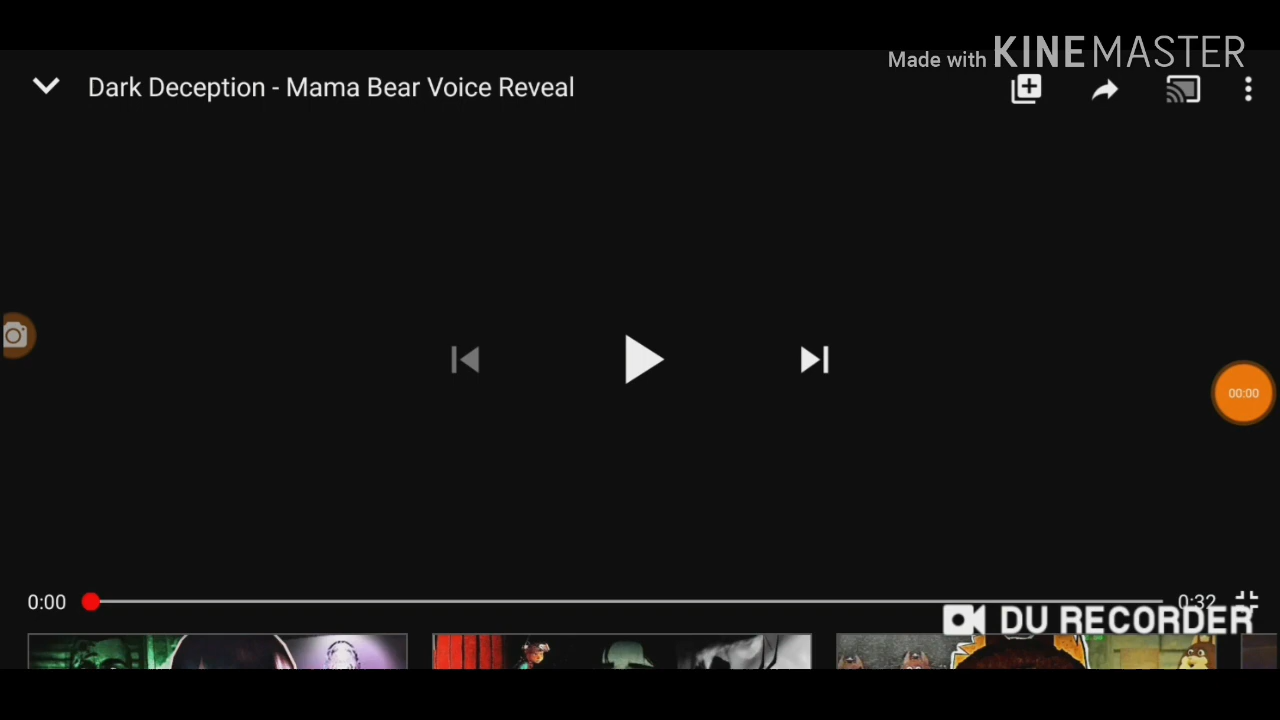 Made with KINEMASTER
Dark Deception - Mama Bear Voice Reveal
00:00
0:00
0:32
DU RECORDER